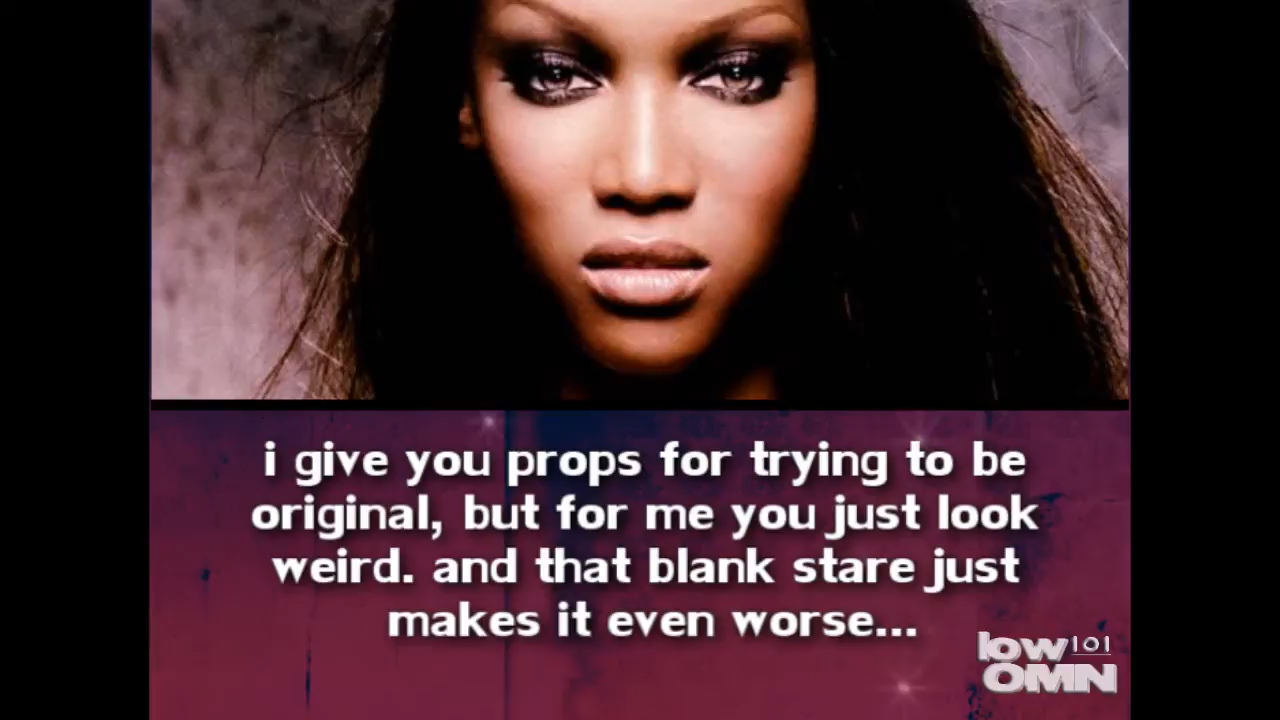 i give you props for trying to be
original, but for me you just look
weird. and that blank stare just
makes it even worse...
low 101
OMN